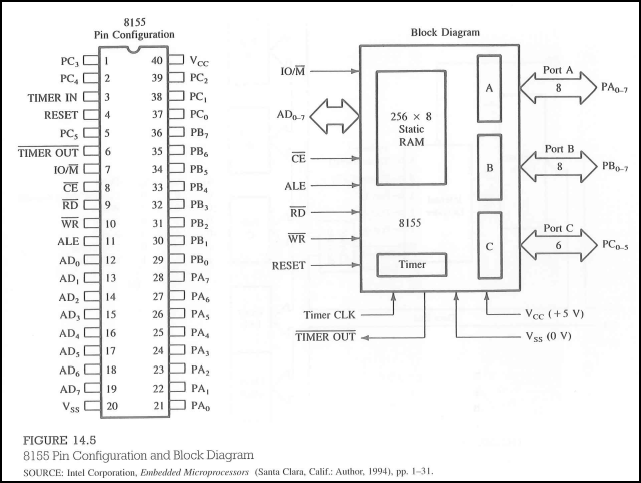 8155
Pin Configuration
PC₃ 1 40 V_CC
PC₄ 2 39 PC₂
TIMER IN 3 38 PC₁
RESET 4 37 PC₀
PC₅ 5 36 PB₇
TIMER OUT 6 35 PB₆
IO/M 7 34 PB₅
CE 8 33 PB₄
RD 9 32 PB₃
WR 10 31 PB₂
ALE 11 30 PB₁
AD₀ 12 29 PB₀
AD₁ 13 28 PA₇
AD₂ 14 27 PA₆
AD₃ 15 26 PA₅
AD₄ 16 25 PA₄
AD₅ 17 24 PA₃
AD₆ 18 23 PA₂
AD₇ 19 22 PA₁
V_SS 20 21 PA₀
Block Diagram
IO/M
AD₀₋₇
CE
ALE
RD
WR
RESET
256 × 8
Static
RAM
8155
Timer
A
B
C
Port A
8
PA₀₋₇
Port B
8
PB₀₋₇
Port C
6
PC₀₋₅
Timer CLK
TIMER OUT
V_CC (+5 V)
V_SS (0 V)
FIGURE 14.5
8155 Pin Configuration and Block Diagram
SOURCE: Intel Corporation, Embedded Microprocessors (Santa Clara, Calif.: Author, 1994), pp. 1–31.